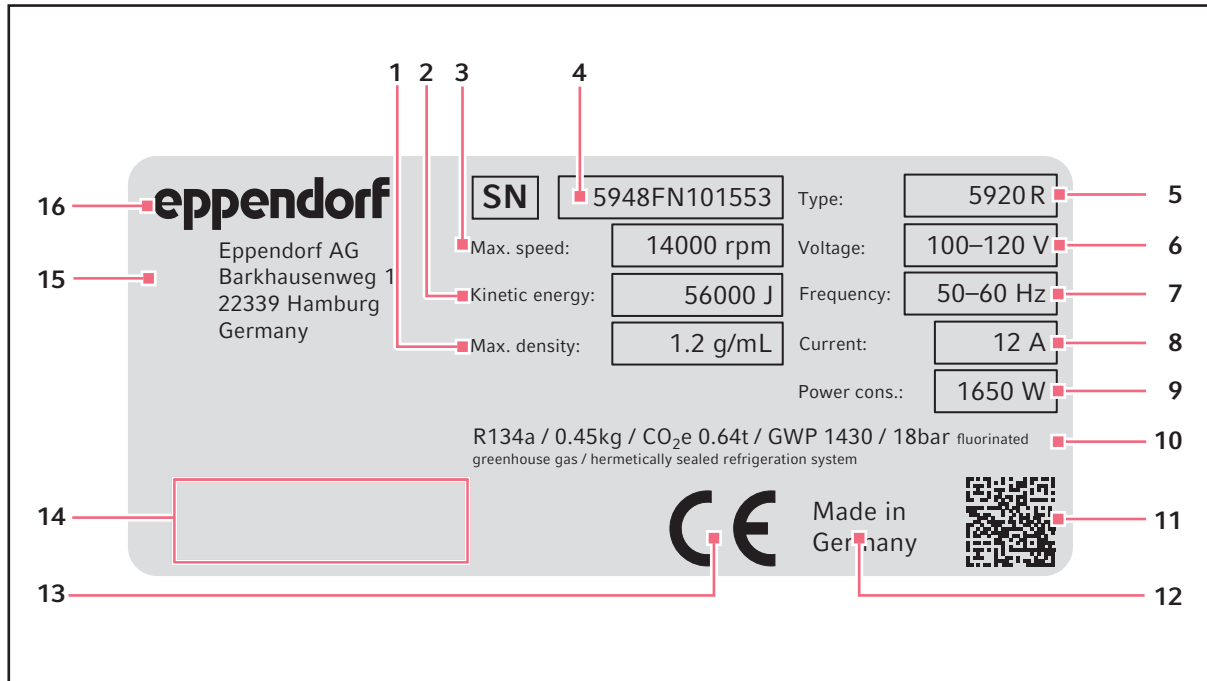 1 2 3 4
16 eppendorf SN 5948FN101553 Type: 5920 R 5
15 Eppendorf AG
Barkhausenweg 1
22339 Hamburg
Germany
Max. speed: 14000 rpm Voltage: 100–120 V 6
Kinetic energy: 56000 J Frequency: 50–60 Hz 7
Max. density: 1.2 g/mL Current: 12 A 8
Power cons.: 1650 W 9
R134a / 0.45kg / CO₂e 0.64t / GWP 1430 / 18bar fluorinated 10
greenhouse gas / hermetically sealed refrigeration system
14 CE Made in
Germany
11
13 12